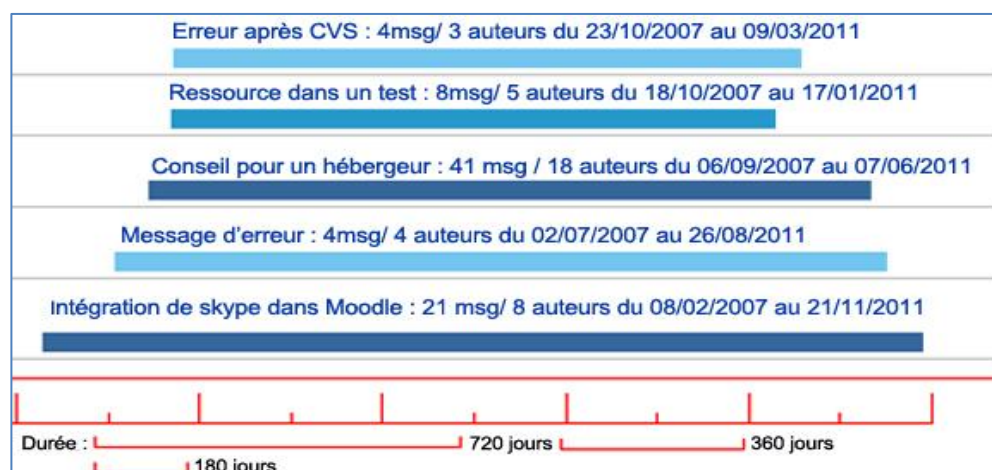 Erreur après CVS : 4msg/ 3 auteurs du 23/10/2007 au 09/03/2011
Ressource dans un test : 8msg/ 5 auteurs du 18/10/2007 au 17/01/2011
Conseil pour un hébergeur : 41 msg / 18 auteurs du 06/09/2007 au 07/06/2011
Message d'erreur : 4msg/ 4 auteurs du 02/07/2007 au 26/08/2011
Intégration de skype dans Moodle : 21 msg/ 8 auteurs du 08/02/2007 au 21/11/2011
Durée : 720 jours 360 jours
180 jours